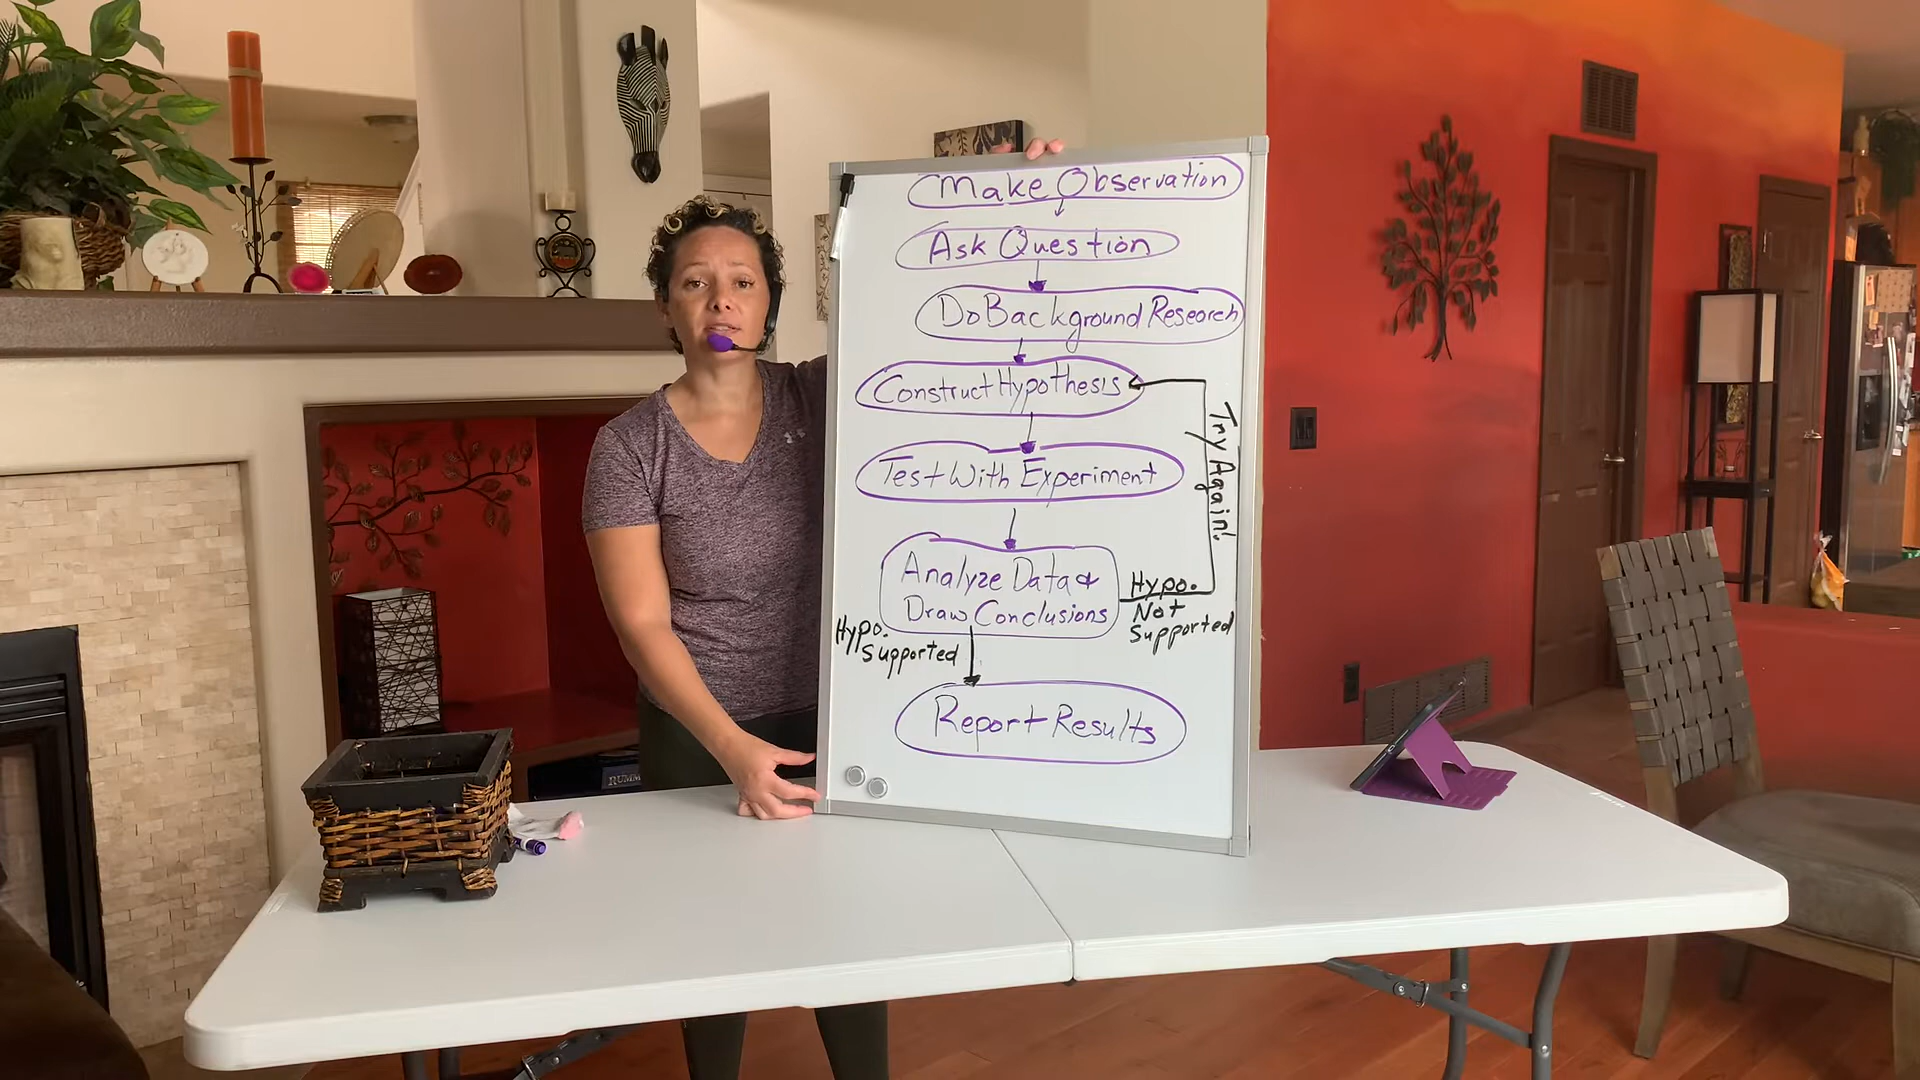 Make Observation
Ask Question
Do Background Research
Construct Hypothesis
Try Again!
Test With Experiment
Analyze Data &
Draw Conclusions
Hypo.
Not
Supported
Hypo.
Supported
Report Results
RUMM